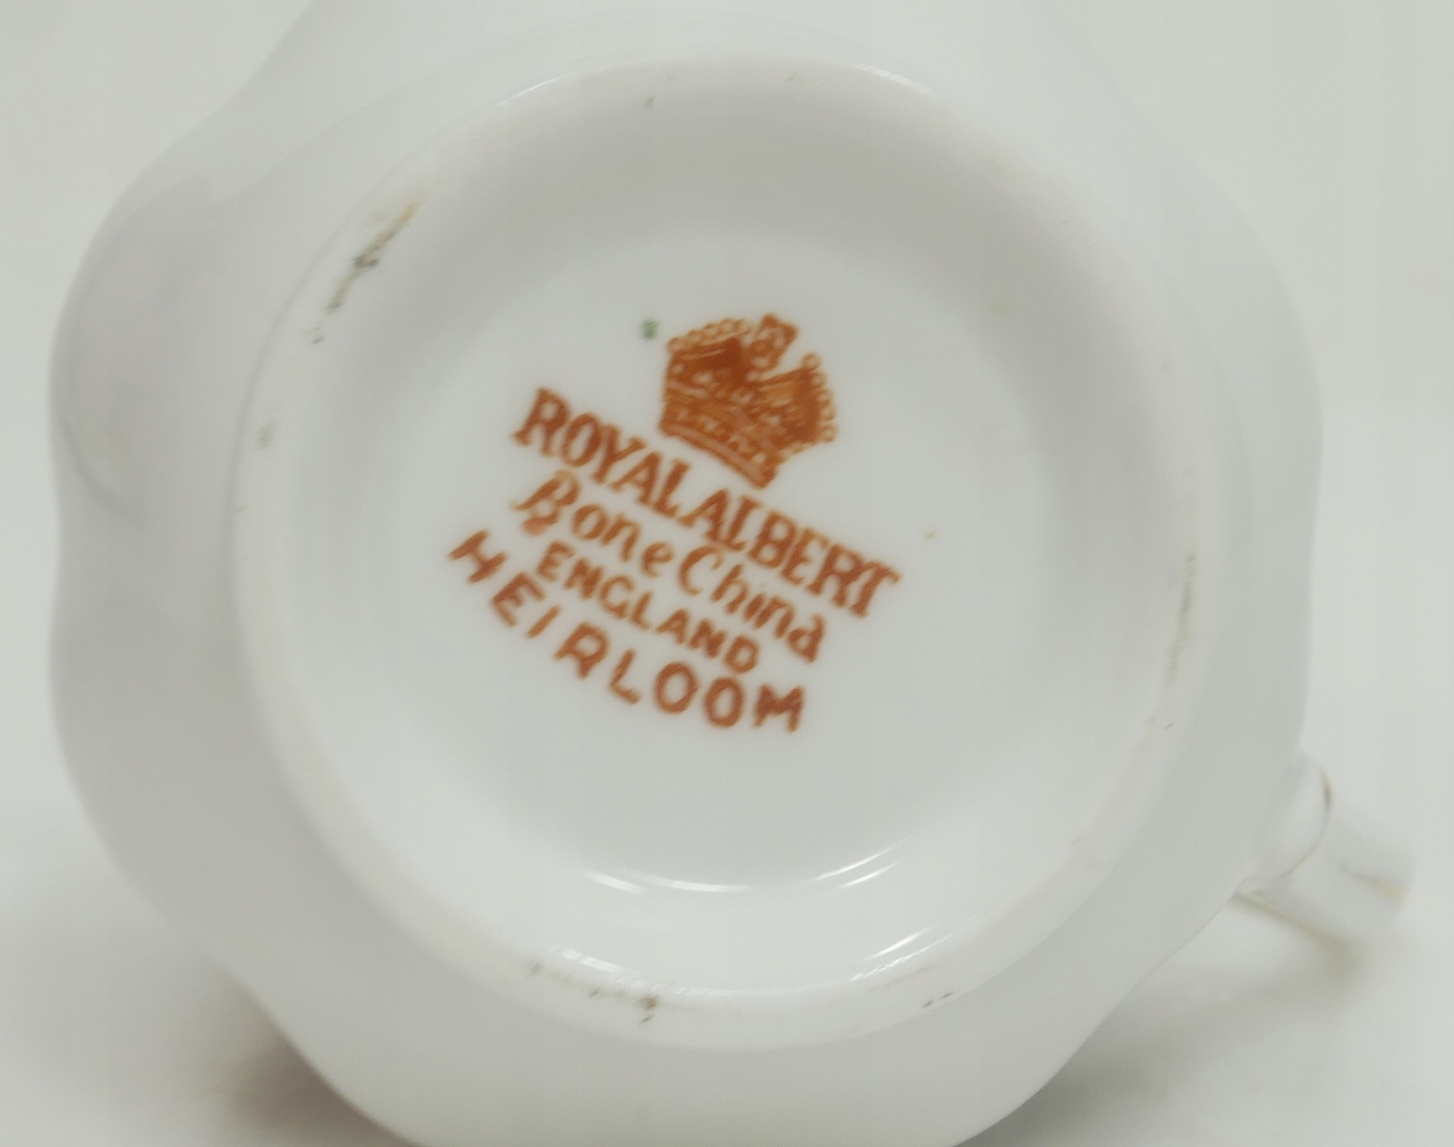 ROYAL ALBERT
Bone China
ENGLAND
HEIRLOOM